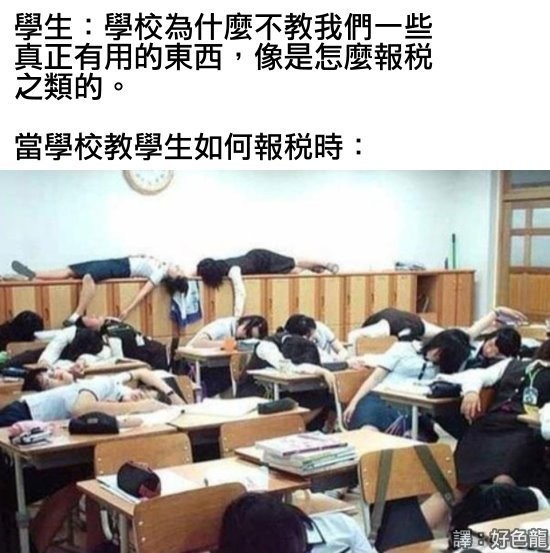 學生：學校為什麼不教我們一些
真正有用的東西，像是怎麼報稅
之類的。
當學校教學生如何報稅時：
譯：好色龍